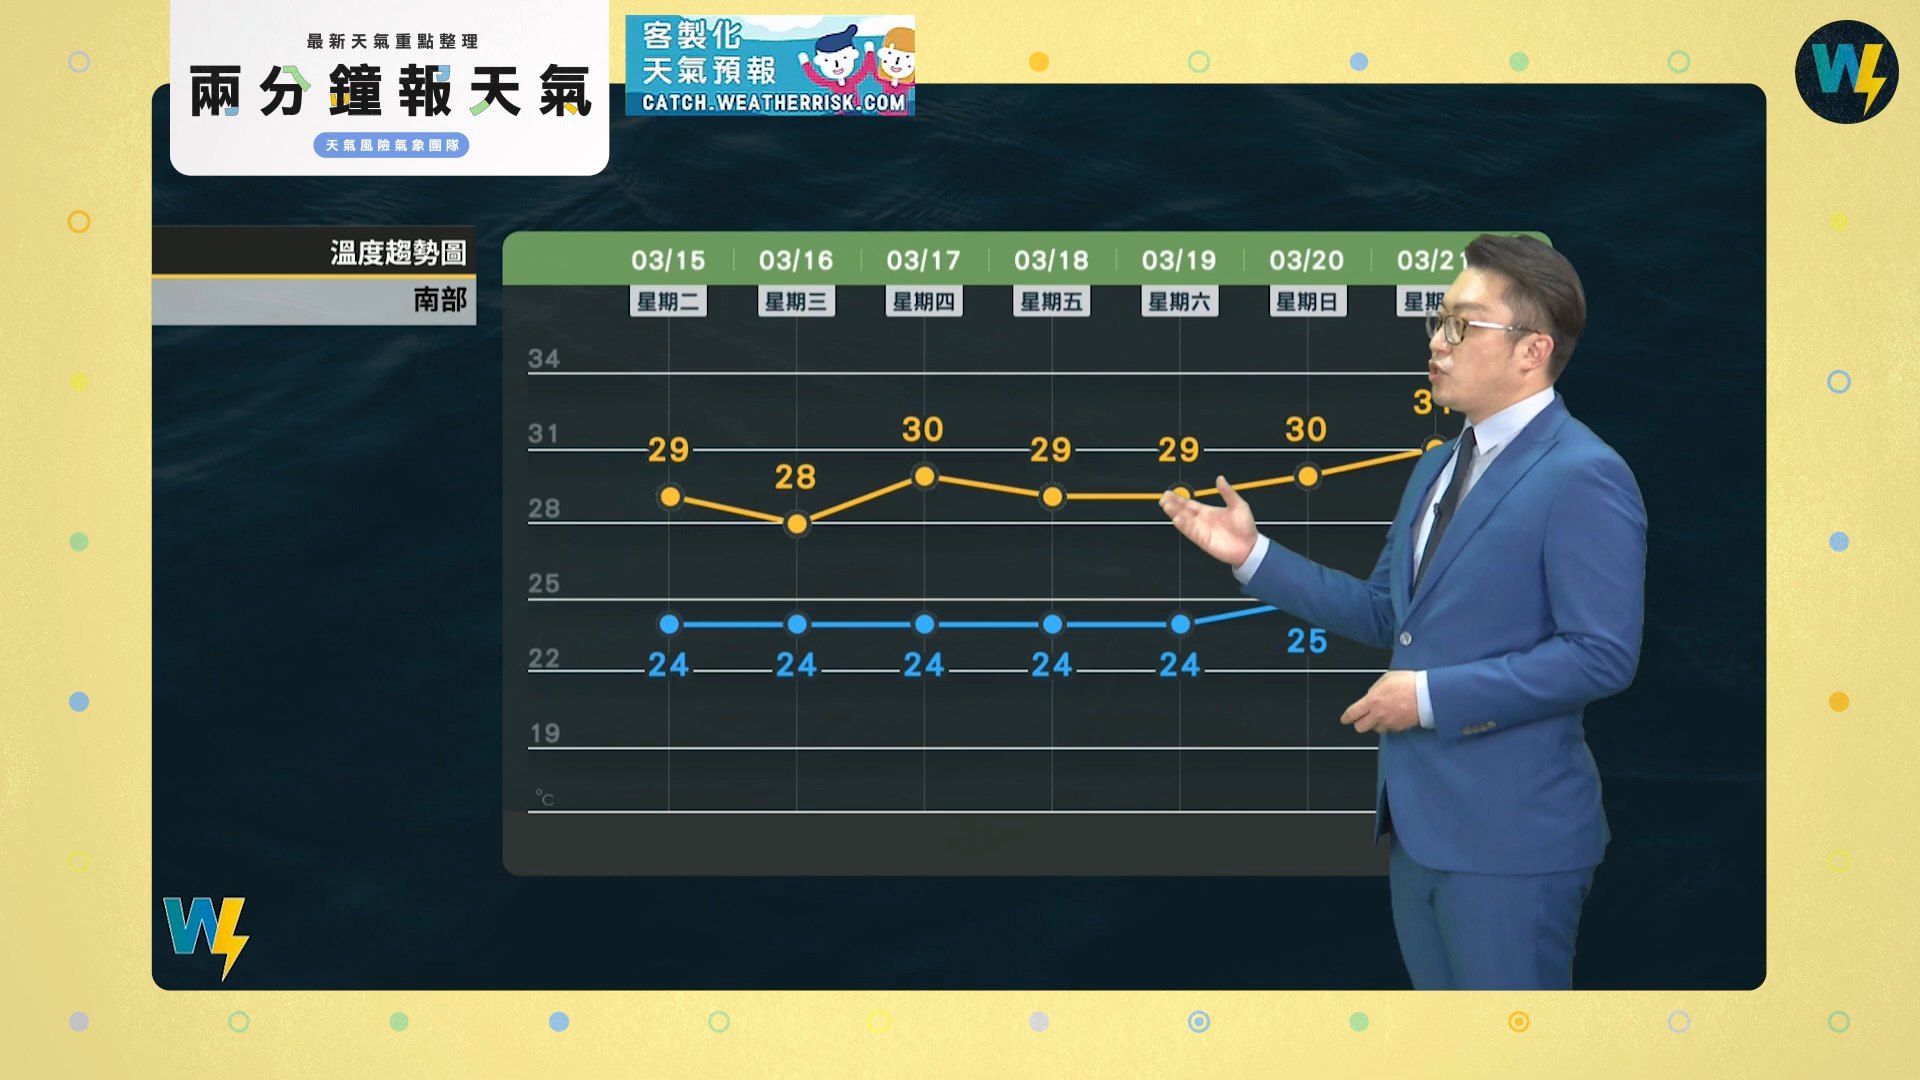 最新天氣重點整理
兩分鐘報天氣
天氣風險氣象團隊
客製化
天氣預報
CATCH.WEATHERRISK.COM
溫度趨勢圖
南部
03/15 03/16 03/17 03/18 03/19 03/20 03/21
星期二 星期三 星期四 星期五 星期六 星期日 星期
34
31
28
25
22
19
°C
29 28 30 29 29 30
24 24 24 24 24 25